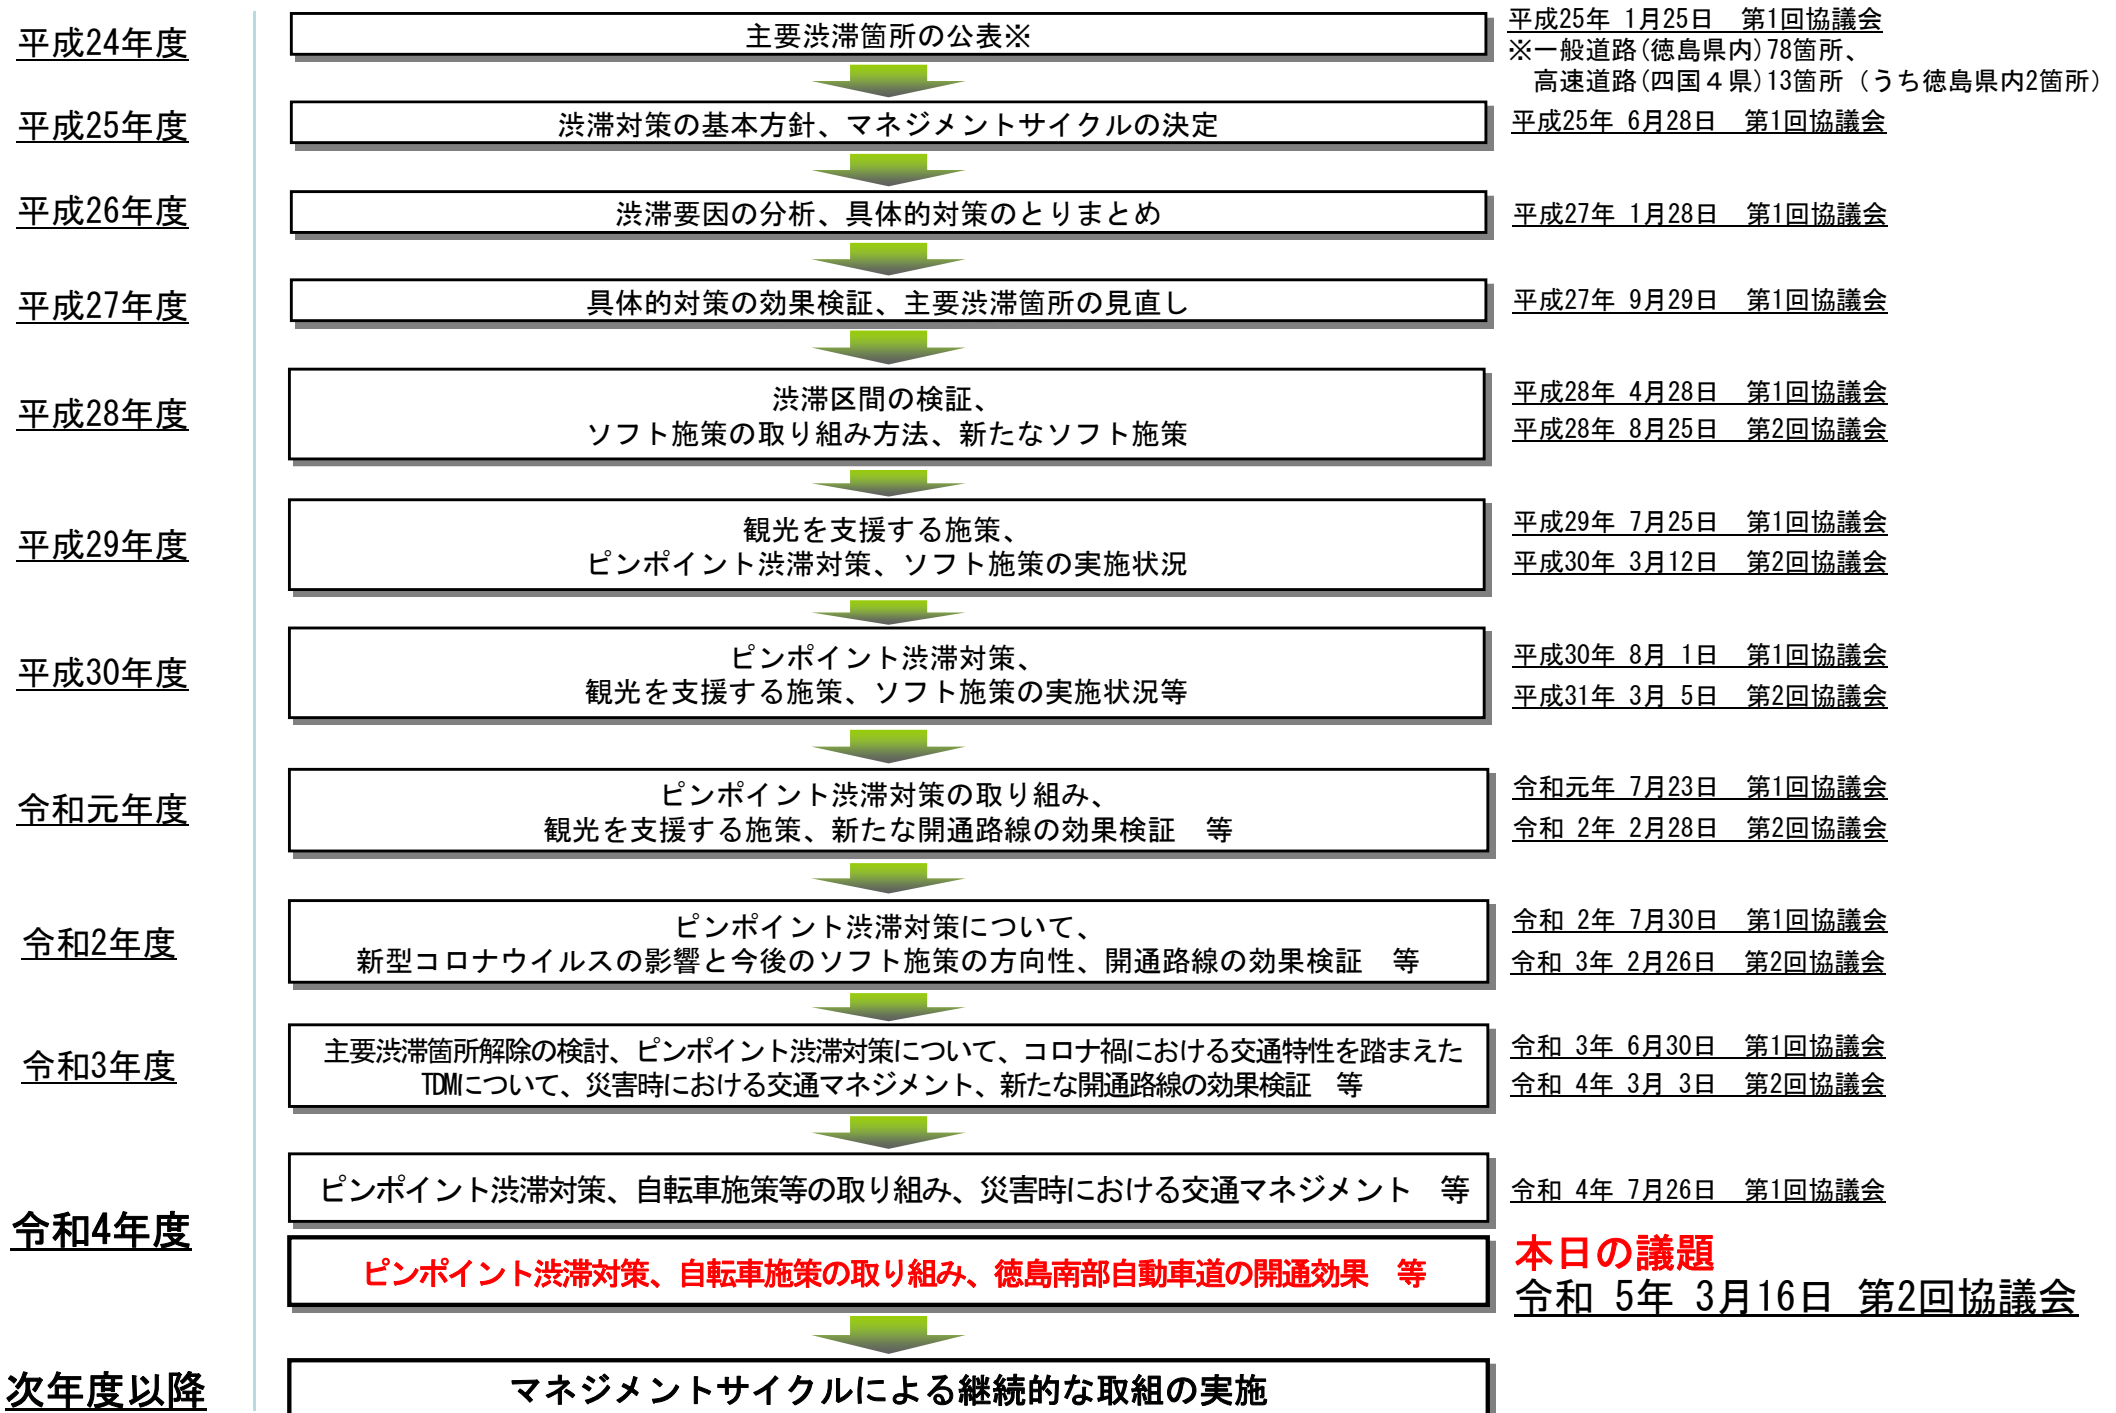 平成24年度
主要渋滞箇所の公表※
平成25年 1月25日 第1回協議会
※一般道路(徳島県内)78箇所、
高速道路(四国４県)13箇所 (うち徳島県内2箇所)
平成25年度
渋滞対策の基本方針、マネジメントサイクルの決定
平成25年 6月28日 第1回協議会
平成26年度
渋滞要因の分析、具体的対策のとりまとめ
平成27年 1月28日 第1回協議会
平成27年度
具体的対策の効果検証、主要渋滞箇所の見直し
平成27年 9月29日 第1回協議会
平成28年度
渋滞区間の検証、
ソフト施策の取り組み方法、新たなソフト施策
平成28年 4月28日 第1回協議会
平成28年 8月25日 第2回協議会
平成29年度
観光を支援する施策、
ピンポイント渋滞対策、ソフト施策の実施状況
平成29年 7月25日 第1回協議会
平成30年 3月12日 第2回協議会
平成30年度
ピンポイント渋滞対策、
観光を支援する施策、ソフト施策の実施状況等
平成30年 8月 1日 第1回協議会
平成31年 3月 5日 第2回協議会
令和元年度
ピンポイント渋滞対策の取り組み、
観光を支援する施策、新たな開通路線の効果検証 等
令和元年 7月23日 第1回協議会
令和 2年 2月28日 第2回協議会
令和2年度
ピンポイント渋滞対策について、
新型コロナウイルスの影響と今後のソフト施策の方向性、開通路線の効果検証 等
令和 2年 7月30日 第1回協議会
令和 3年 2月26日 第2回協議会
令和3年度
主要渋滞箇所解除の検討、ピンポイント渋滞対策について、コロナ禍における交通特性を踏まえた
TDMについて、災害時における交通マネジメント、新たな開通路線の効果検証 等
令和 3年 6月30日 第1回協議会
令和 4年 3月 3日 第2回協議会
令和4年度
ピンポイント渋滞対策、自転車施策等の取り組み、災害時における交通マネジメント 等
令和 4年 7月26日 第1回協議会
ピンポイント渋滞対策、自転車施策の取り組み、徳島南部自動車道の開通効果 等
本日の議題
令和 5年 3月16日 第2回協議会
次年度以降
マネジメントサイクルによる継続的な取組の実施